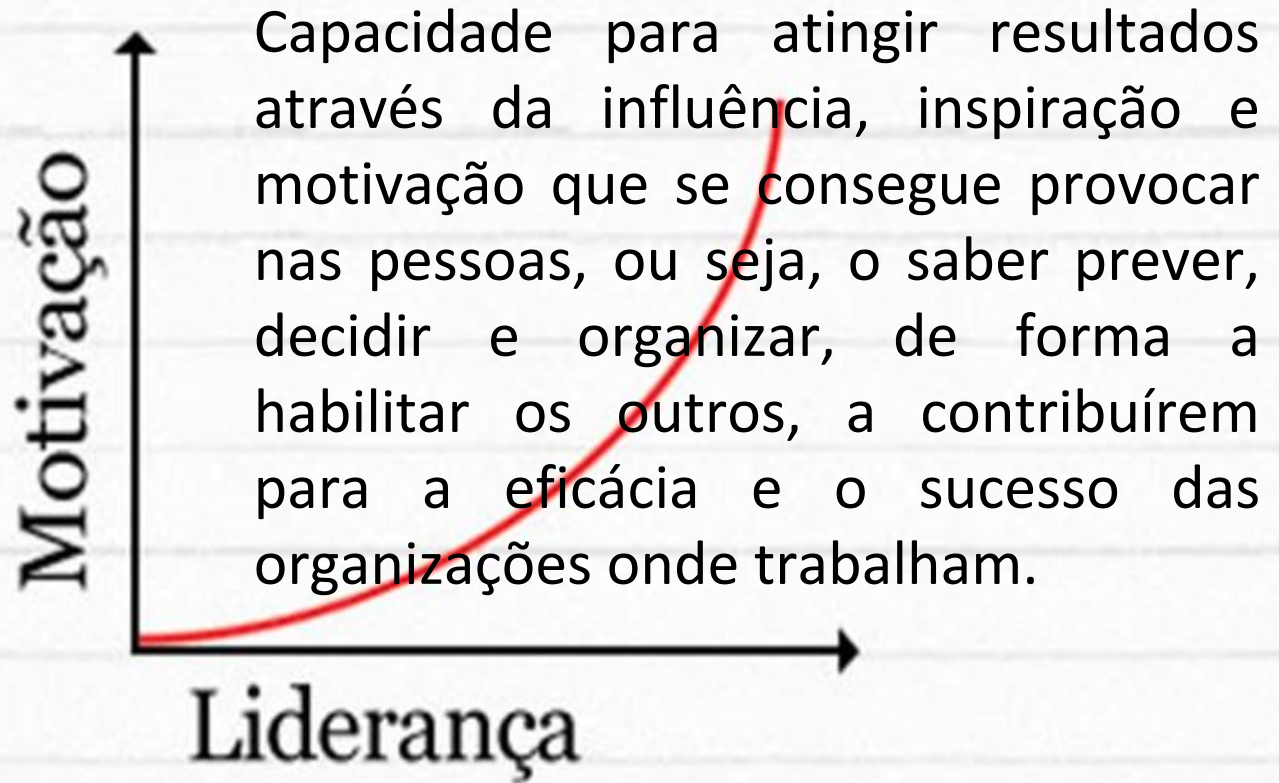 Capacidade para atingir resultados
através da influência, inspiração e
motivação que se consegue provocar
nas pessoas, ou seja, o saber prever,
decidir e organizar, de forma a
habilitar os outros, a contribuírem
para a eficácia e o sucesso das
organizações onde trabalham.
Motivação
Liderança